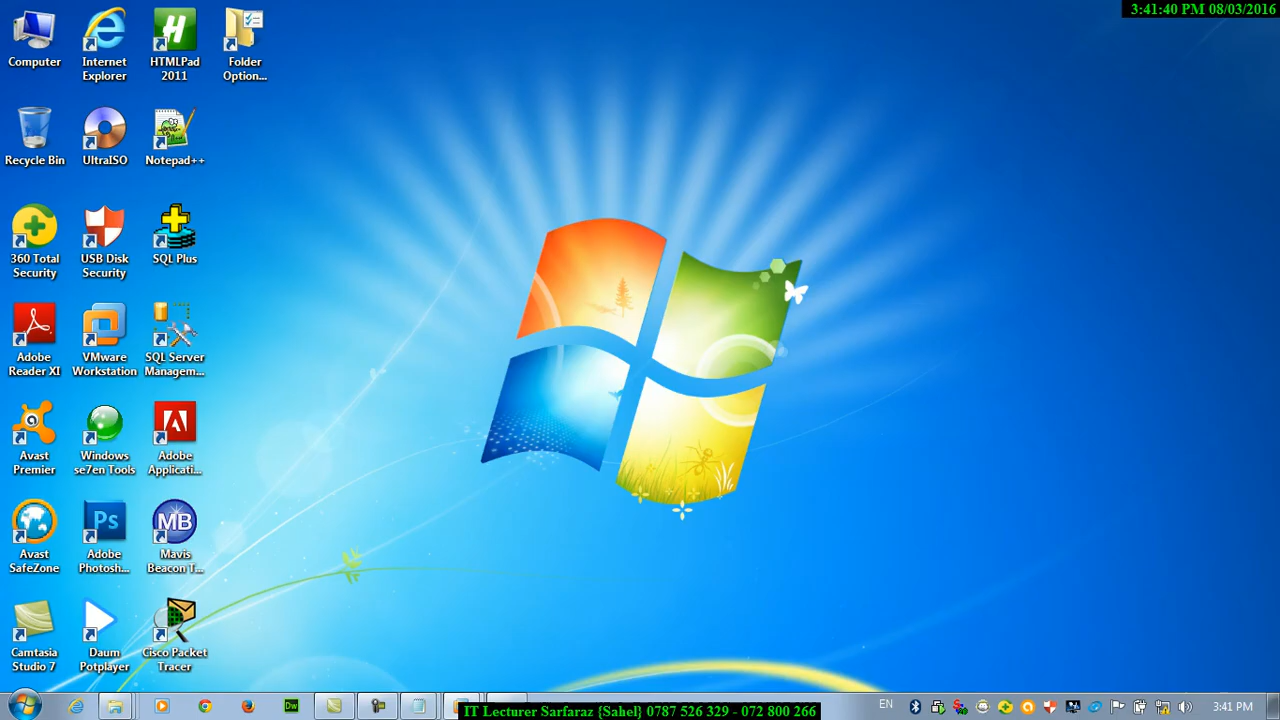 3:41:40 PM 08/03/2016
Computer
Internet
Explorer
HTMLPad
2011
Folder
Option...
Recycle Bin
UltraISO
Notepad++
360 Total
Security
USB Disk
Security
SQL Plus
Adobe
Reader XI
VMware
Workstation
SQL Server
Managem...
Avast
Premier
Windows
se7en Tools
Adobe
Applicati...
Avast
SafeZone
Ps
Adobe
Photosh...
MB
Mavis
Beacon T...
Camtasia
Studio 7
Daum
Potplayer
Cisco Packet
Tracer
Dw
EN
3:41 PM
IT Lecturer Sarfaraz {Sahel} 0787 526 329 - 072 800 266